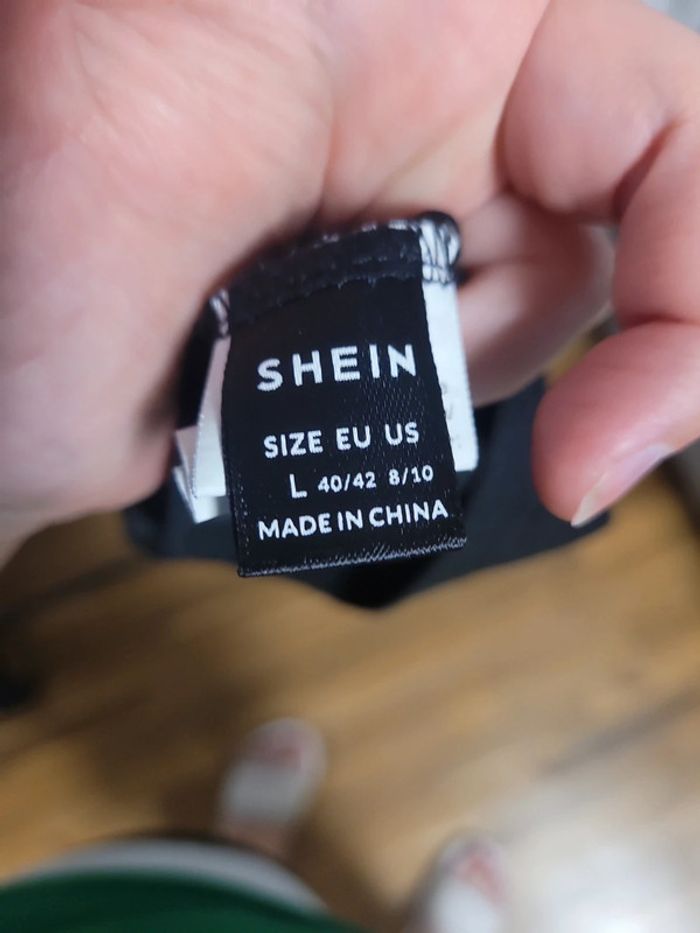 SHEIN
SIZE EU US
L 40/42 8/10
MADE IN CHINA